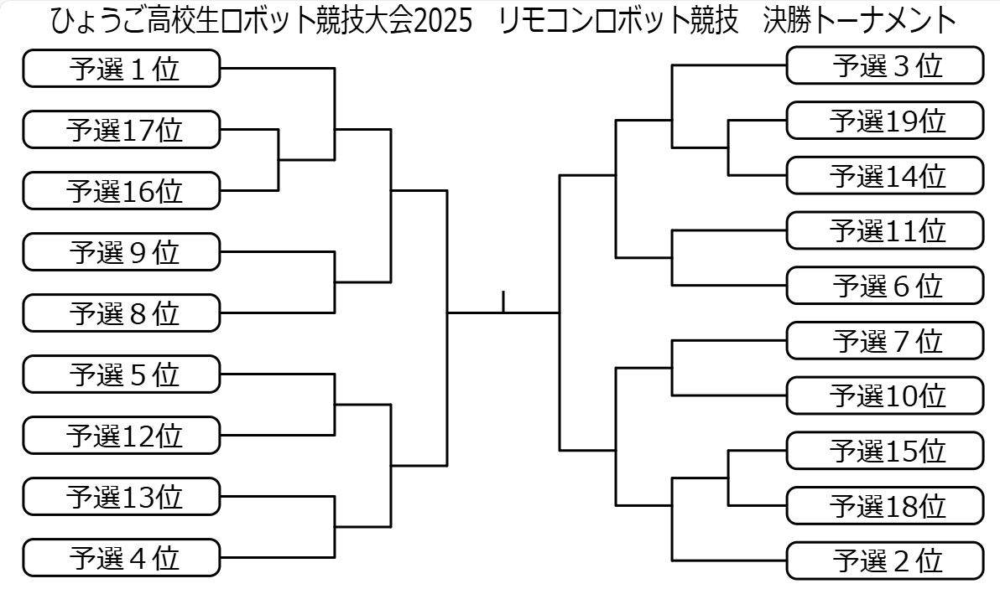 ひょうご高校生ロボット競技大会2025　リモコンロボット競技　決勝トーナメント
予選１位
予選17位
予選16位
予選９位
予選８位
予選５位
予選12位
予選13位
予選４位
予選３位
予選19位
予選14位
予選11位
予選６位
予選７位
予選10位
予選15位
予選18位
予選２位